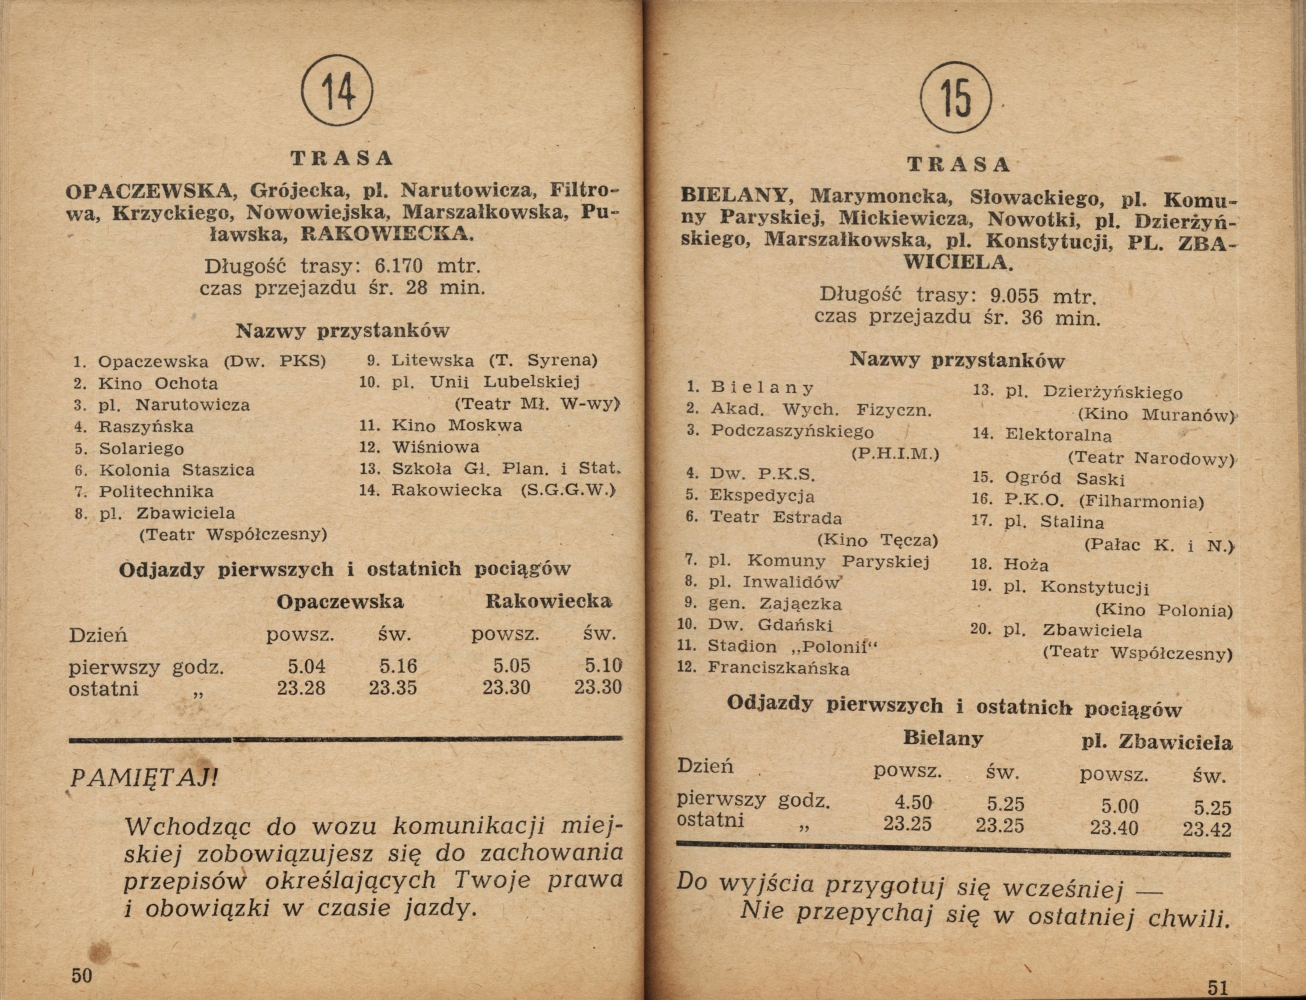 14
TRASA
OPACZEWSKA, Grójecka, pl. Narutowicza, Filtro-
wa, Krzyckiego, Nowowiejska, Marszałkowska, Pu-
ławska, RAKOWIECKA.
Długość trasy: 6.170 mtr.
czas przejazdu śr. 28 min.
Nazwy przystanków
1. Opaczewska (Dw. PKS)
2. Kino Ochota
3. pl. Narutowicza
4. Raszyńska
5. Solariego
6. Kolonia Staszica
7. Politechnika
8. pl. Zbawiciela
(Teatr Współczesny)
9. Litewska (T. Syrena)
10. pl. Unii Lubelskiej
(Teatr Mł. W-wy)
11. Kino Moskwa
12. Wiśniowa
13. Szkoła Gł. Plan. i Stat.
14. Rakowiecka (S.G.G.W.)
Odjazdy pierwszych i ostatnich pociągów
Opaczewska Rakowiecka
Dzień powsz. św. powsz. św.
pierwszy godz. 5.04 5.16 5.05 5.10
ostatni „ 23.28 23.35 23.30 23.30
PAMIĘTAJ!
Wchodząc do wozu komunikacji miej-
skiej zobowiązujesz się do zachowania
przepisów określających Twoje prawa
i obowiązki w czasie jazdy.
50
15
TRASA
BIELANY, Marymoncka, Słowackiego, pl. Komu-
ny Paryskiej, Mickiewicza, Nowotki, pl. Dzierżyń-
skiego, Marszałkowska, pl. Konstytucji, PL. ZBA-
WICIELA.
Długość trasy: 9.055 mtr.
czas przejazdu śr. 36 min.
Nazwy przystanków
1. Bielany
2. Akad. Wych. Fizyczn.
3. Podczaszyńskiego
(P.H.I.M.)
4. Dw. P.K.S.
5. Ekspedycja
6. Teatr Estrada
(Kino Tęcza)
7. pl. Komuny Paryskiej
8. pl. Inwalidów
9. gen. Zajączka
10. Dw. Gdański
11. Stadion „Polonii“
12. Franciszkańska
13. pl. Dzierżyńskiego
(Kino Muranów)
14. Elektoralna
(Teatr Narodowy)
15. Ogród Saski
16. P.K.O. (Filharmonia)
17. pl. Stalina
(Pałac K. i N.)
18. Hoża
19. pl. Konstytucji
(Kino Polonia)
20. pl. Zbawiciela
(Teatr Współczesny)
Odjazdy pierwszych i ostatnich pociągów
Bielany pl. Zbawiciela
Dzień powsz. św. powsz. św.
pierwszy godz. 4.50 5.25 5.00 5.25
ostatni „ 23.25 23.25 23.40 23.42
Do wyjścia przygotuj się wcześniej —
Nie przepychaj się w ostatniej chwili.
51